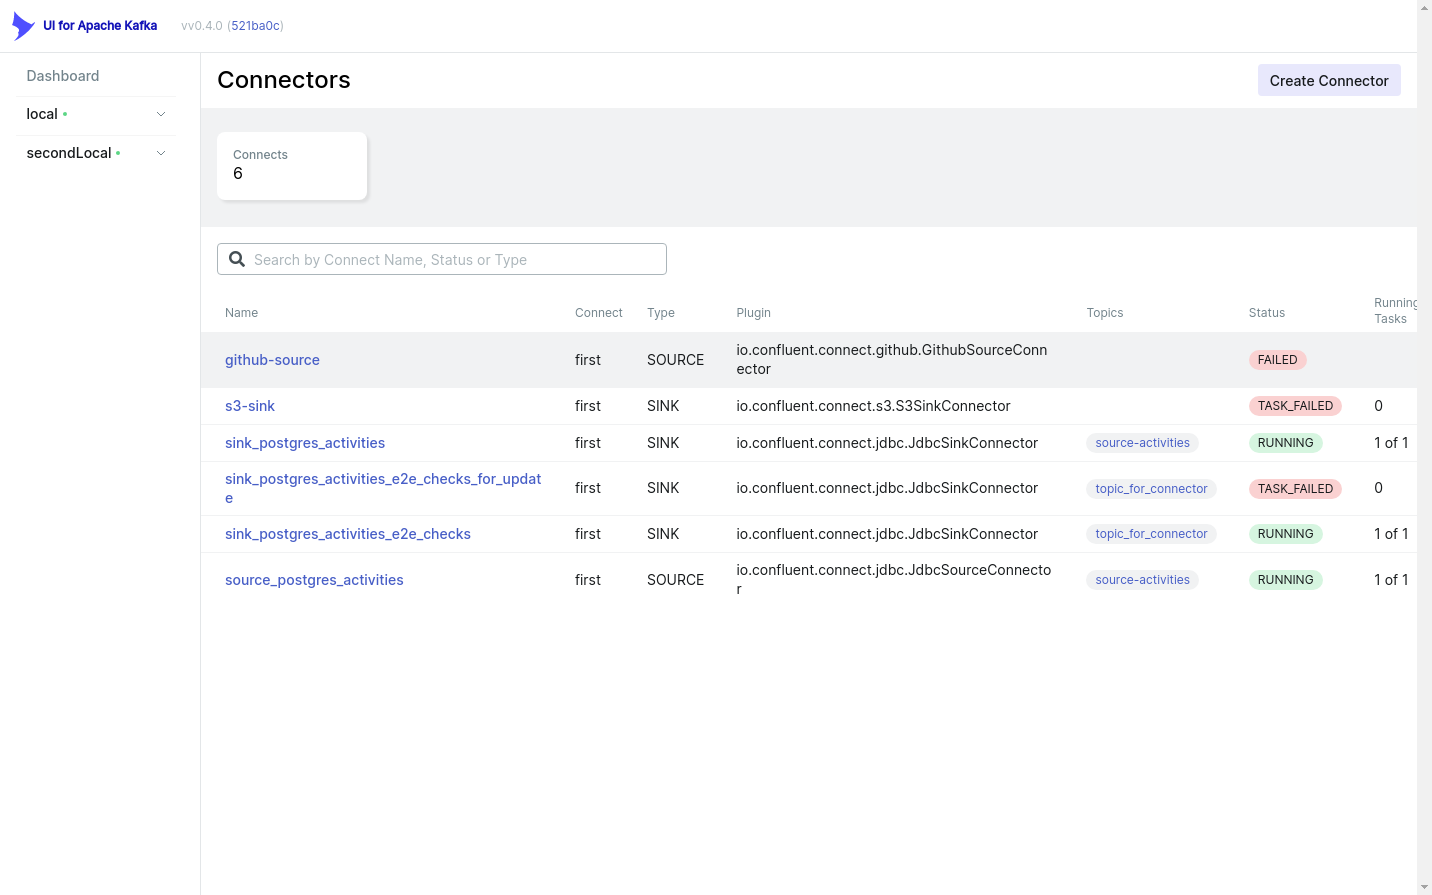 UI for Apache Kafka
vv0.4.0 (521ba0c)
Dashboard
local
secondLocal
Connectors
Create Connector
Connects
6
Search by Connect Name, Status or Type
Name Connect Type Plugin Topics Status Running Tasks
github-source first SOURCE io.confluent.connect.github.GithubSourceConn
ector
FAILED
s3-sink first SINK io.confluent.connect.s3.S3SinkConnector TASK_FAILED 0
sink_postgres_activities first SINK io.confluent.connect.jdbc.JdbcSinkConnector source-activities RUNNING 1 of 1
sink_postgres_activities_e2e_checks_for_updat
e
first SINK io.confluent.connect.jdbc.JdbcSinkConnector topic_for_connector TASK_FAILED 0
sink_postgres_activities_e2e_checks first SINK io.confluent.connect.jdbc.JdbcSinkConnector topic_for_connector RUNNING 1 of 1
source_postgres_activities first SOURCE io.confluent.connect.jdbc.JdbcSourceConnecto
r
source-activities RUNNING 1 of 1